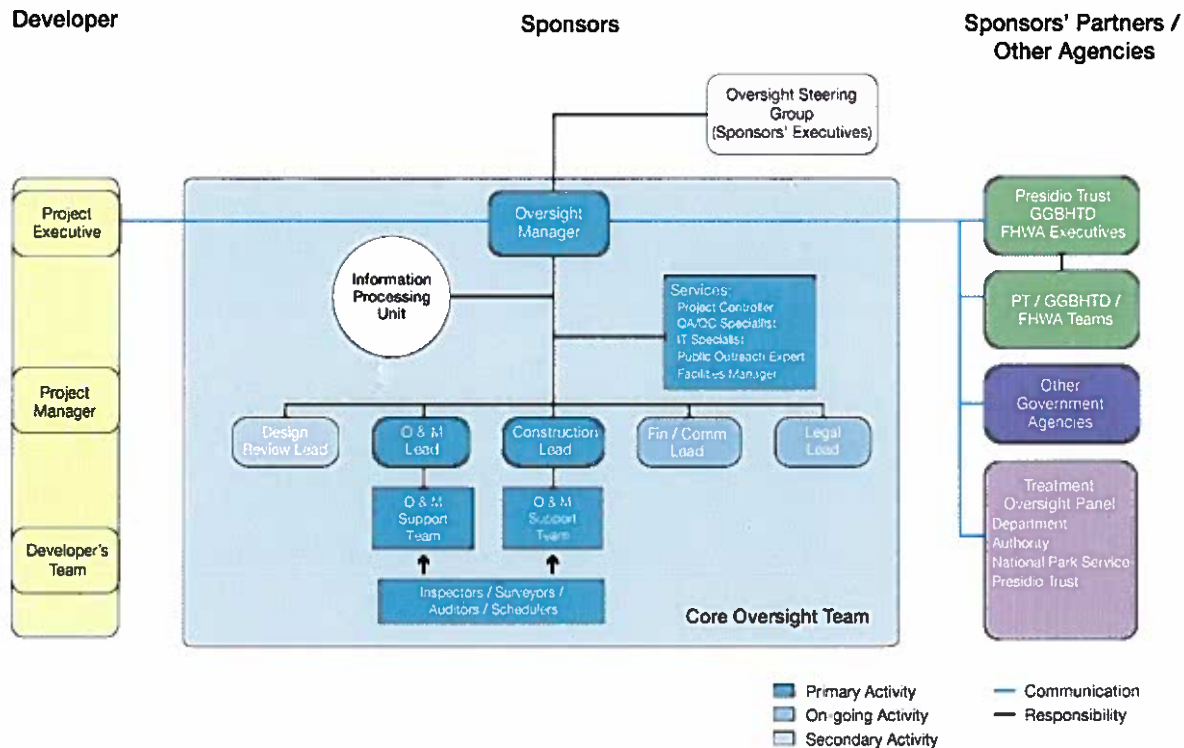 Developer
Sponsors
Sponsors' Partners /
Other Agencies
Oversight Steering
Group
(Sponsors' Executives)
Project
Executive
Oversight
Manager
Presidio Trust
GGBHTD
FHWA Executives
Information
Processing
Unit
Services:
Project Controller
QA/QC Specialist
IT Specialist
Public Outreach Expert
Facilities Manager
PT / GGBHTD /
FHWA Teams
Project
Manager
Other
Government
Agencies
Design
Review Lead
O & M
Lead
Construction
Lead
Fin / Comm
Lead
Legal
Lead
O & M
Support
Team
O & M
Support
Team
Treatment
Oversight Panel
Department
Authority
National Park Service
Presidio Trust
Developer's
Team
Inspectors / Surveyors /
Auditors / Schedulers
Core Oversight Team
Primary Activity
On-going Activity
Secondary Activity
Communication
Responsibility